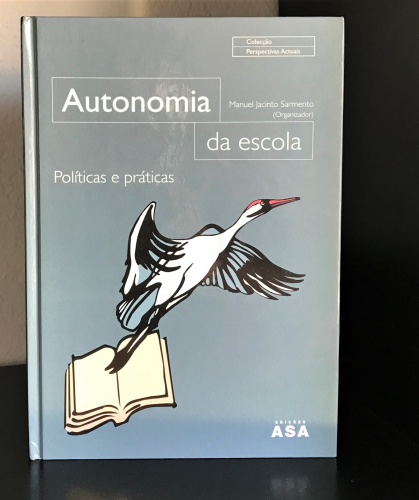 Colecção
Perspectivas Actuais
Autonomia
Manuel Jacinto Sarmento
(Organizador)
da escola
Políticas e práticas
EDIÇÕES
ASA